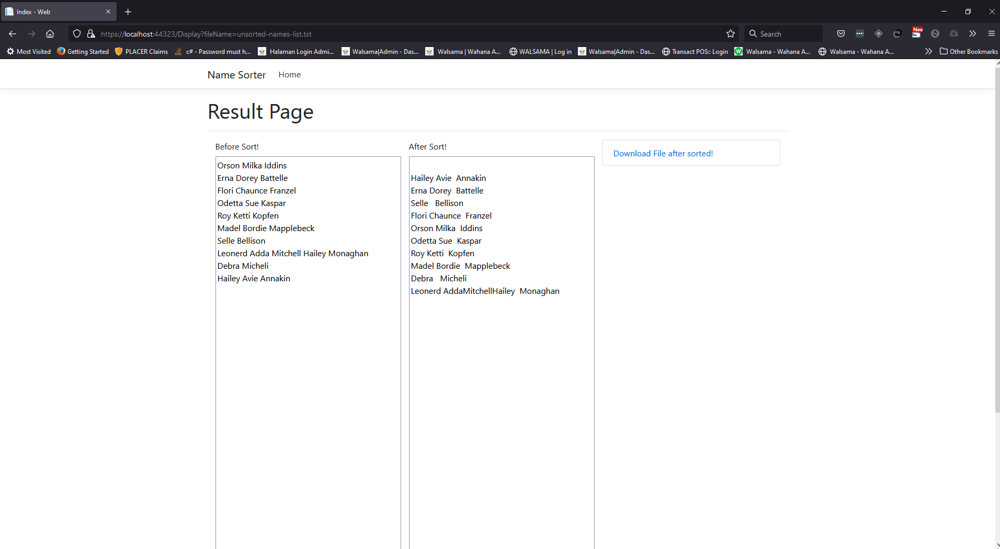 Index - Web
https://localhost:44323/Display?fileName=unsorted-names-list.txt
Search
New
Most Visited
Getting Started
PLACER Claims
c# - Password must h...
Halaman Login Admi...
Walsama|Admin - Das...
Walsama | Wahana A...
WALSAMA | Log in
Walsama|Admin - Das...
Transact POS:: Login
W
Walsama - Wahana A...
Walsama - Wahana A...
Other Bookmarks
Name Sorter
Home
Result Page
Before Sort!
Orson Milka Iddins
Erna Dorey Battelle
Flori Chaunce Franzel
Odetta Sue Kaspar
Roy Ketti Kopfen
Madel Bordie Mapplebeck
Selle Bellison
Leonerd Adda Mitchell Hailey Monaghan
Debra Micheli
Hailey Avie Annakin
After Sort!
Hailey Avie  Annakin
Erna Dorey  Battelle
Selle   Bellison
Flori Chaunce  Franzel
Orson Milka  Iddins
Odetta Sue  Kaspar
Roy Ketti  Kopfen
Madel Bordie  Mapplebeck
Debra   Micheli
Leonerd AddaMitchellHailey  Monaghan
Download File after sorted!